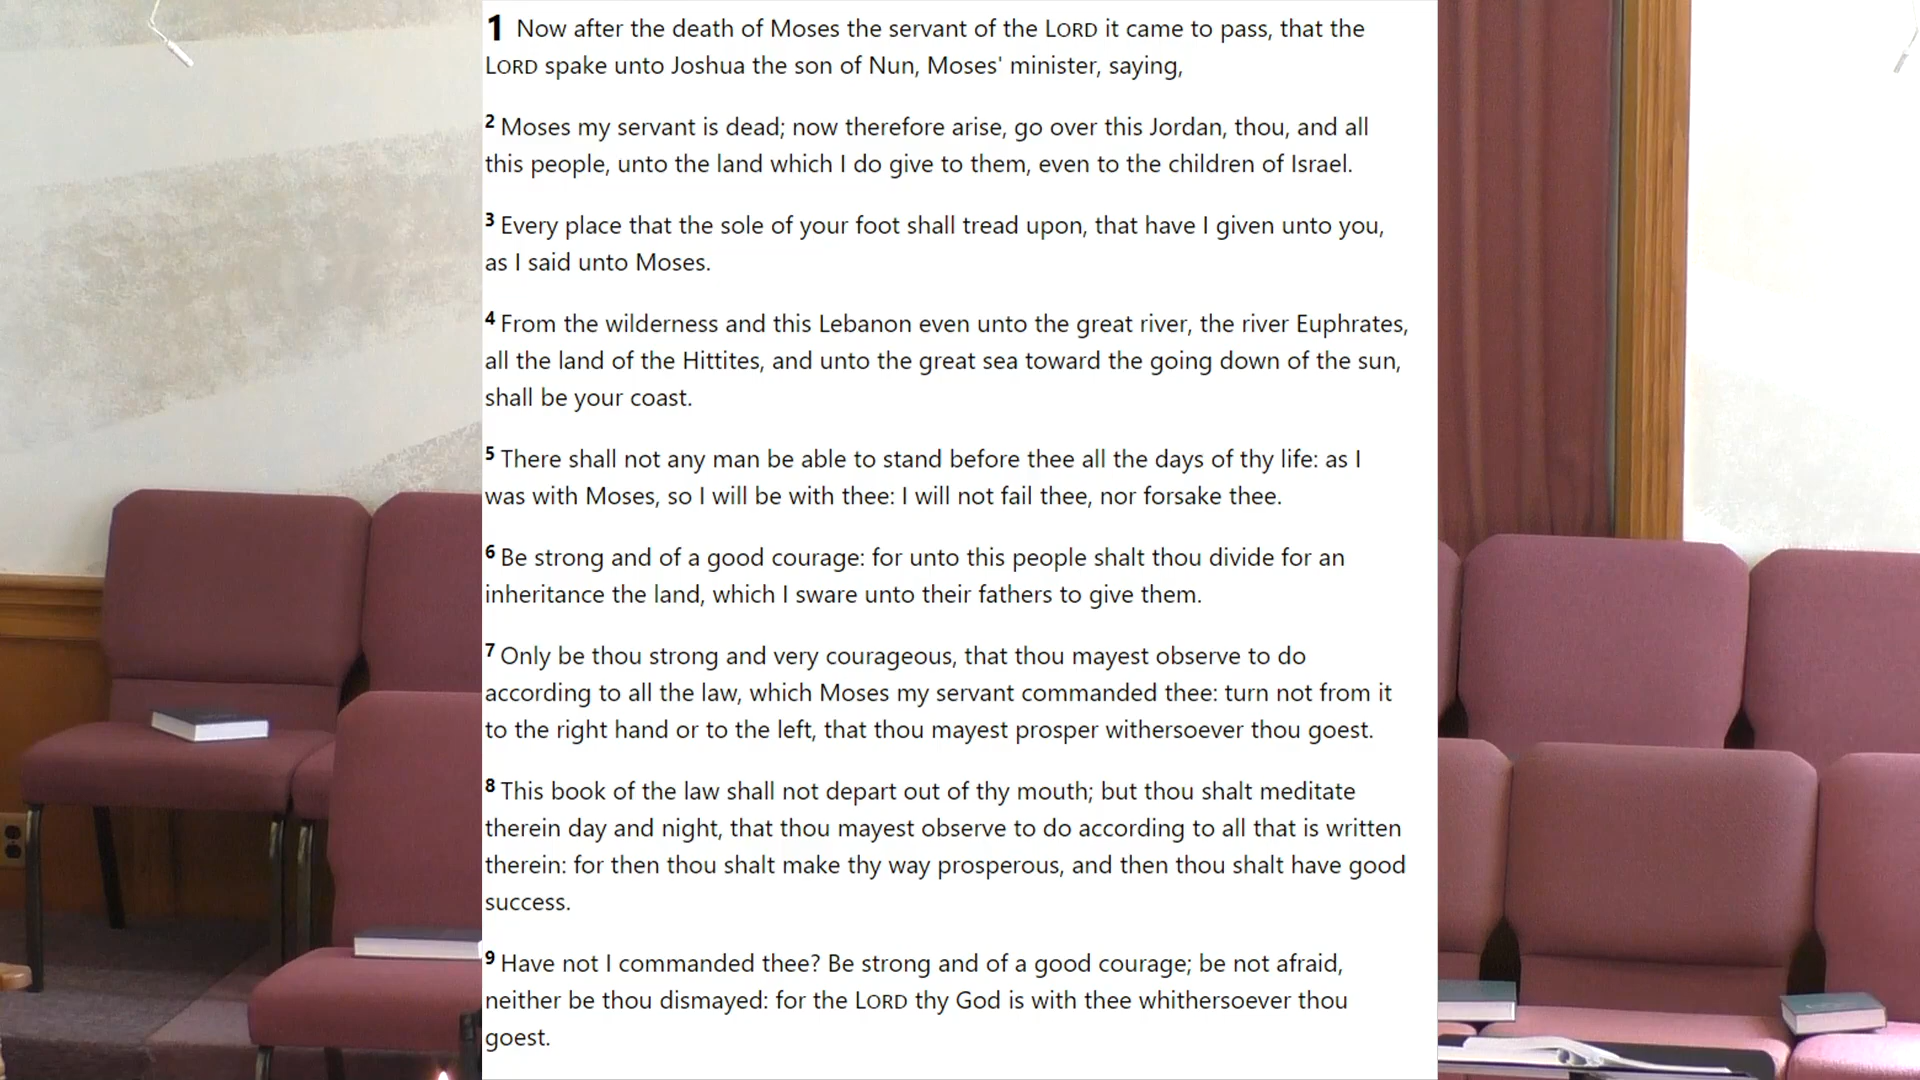 1 Now after the death of Moses the servant of the LORD it came to pass, that the
LORD spake unto Joshua the son of Nun, Moses' minister, saying,
2 Moses my servant is dead; now therefore arise, go over this Jordan, thou, and all
this people, unto the land which I do give to them, even to the children of Israel.
3 Every place that the sole of your foot shall tread upon, that have I given unto you,
as I said unto Moses.
4 From the wilderness and this Lebanon even unto the great river, the river Euphrates,
all the land of the Hittites, and unto the great sea toward the going down of the sun,
shall be your coast.
5 There shall not any man be able to stand before thee all the days of thy life: as I
was with Moses, so I will be with thee: I will not fail thee, nor forsake thee.
6 Be strong and of a good courage: for unto this people shalt thou divide for an
inheritance the land, which I sware unto their fathers to give them.
7 Only be thou strong and very courageous, that thou mayest observe to do
according to all the law, which Moses my servant commanded thee: turn not from it
to the right hand or to the left, that thou mayest prosper withersoever thou goest.
8 This book of the law shall not depart out of thy mouth; but thou shalt meditate
therein day and night, that thou mayest observe to do according to all that is written
therein: for then thou shalt make thy way prosperous, and then thou shalt have good
success.
9 Have not I commanded thee? Be strong and of a good courage; be not afraid,
neither be thou dismayed: for the LORD thy God is with thee whithersoever thou
goest.